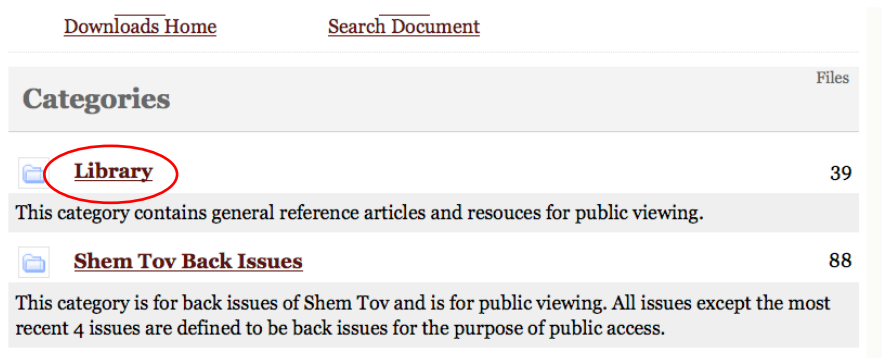 Downloads Home Search Document
Files
Categories
Library 39
This category contains general reference articles and resouces for public viewing.
Shem Tov Back Issues 88
This category is for back issues of Shem Tov and is for public viewing. All issues except the most
recent 4 issues are defined to be back issues for the purpose of public access.